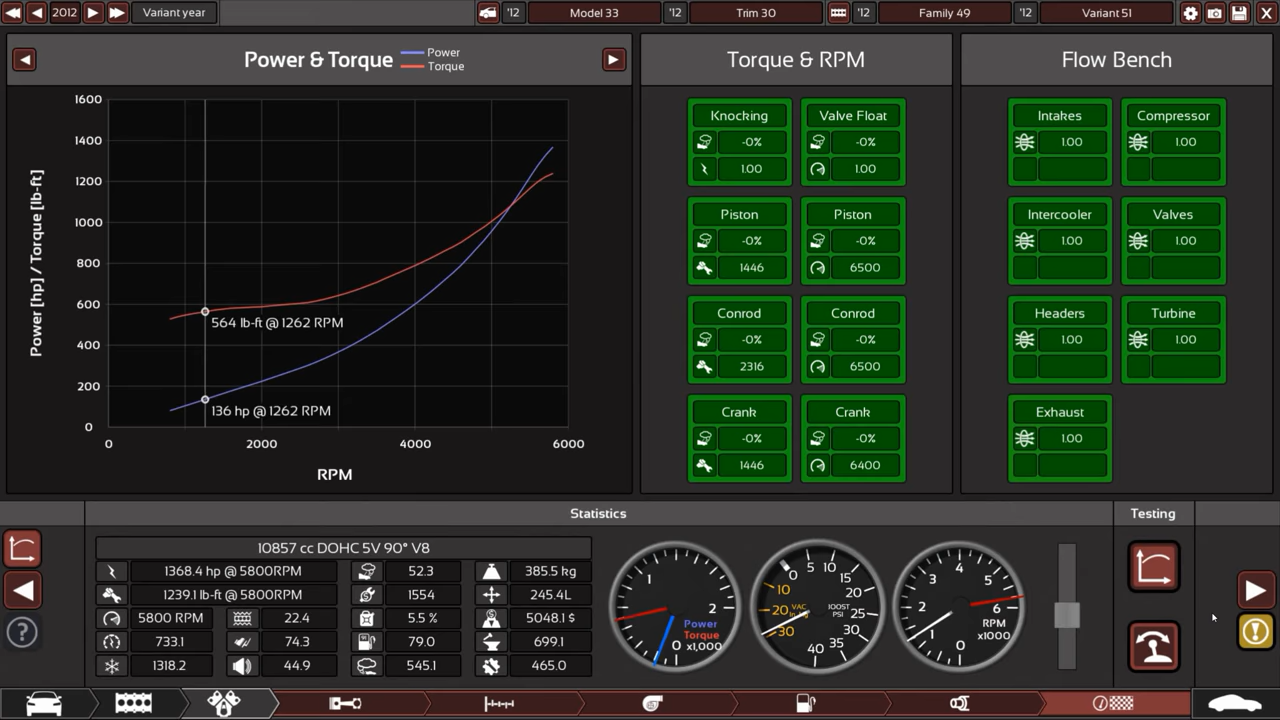 2012 Variant year '12 Model 33 '12 Trim 30 '12 Family 49 '12 Variant 51
Power & Torque
Power
Torque
Torque & RPM
Flow Bench
Power [hp] / Torque [lb-ft]
1600
1400
1200
1000
800
600
400
200
0
564 lb-ft @ 1262 RPM
136 hp @ 1262 RPM
0 2000 4000 6000
RPM
Knocking
-0%
1.00
Valve Float
-0%
1.00
Piston
-0%
1446
Piston
-0%
6500
Conrod
-0%
2316
Conrod
-0%
6500
Crank
-0%
1446
Crank
-0%
6400
Intakes
1.00
Compressor
1.00
Intercooler
1.00
Valves
1.00
Headers
1.00
Turbine
1.00
Exhaust
1.00
Statistics
Testing
10857 cc DOHC 5V 90° V8
1368.4 hp @ 5800RPM 52.3 385.5 kg
1239.1 lb-ft @ 5800RPM 1554 245.4L
5800 RPM 22.4 5.5 % 5048.1 $
733.1 74.3 79.0 699.1
1318.2 44.9 545.1 465.0
0 1 2
Power
Torque
x1,000
30 20 10 0 5 10 15 20 25 30 35 40
VAC
In-Hg
BOOST
PSI
0 1 2 3 4 5 6
RPM
x1000
?